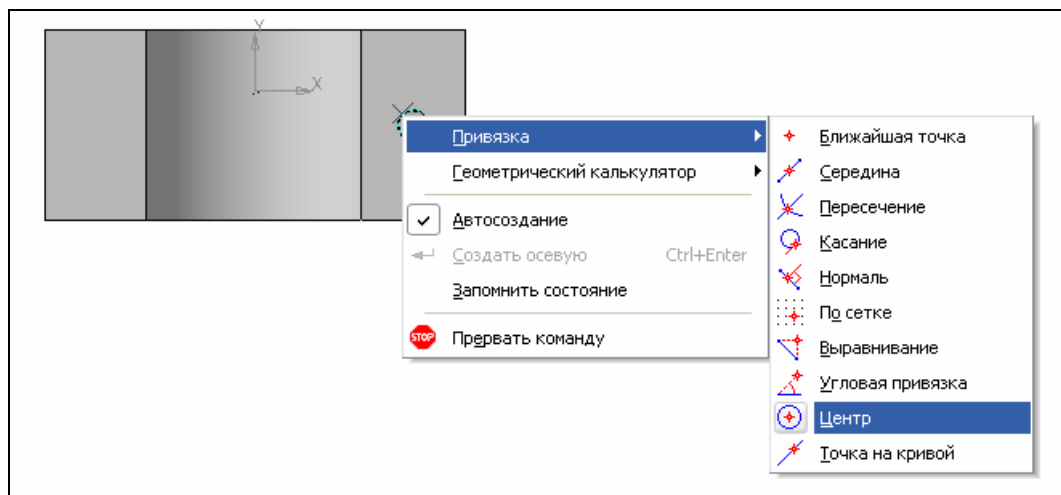 Y
X
Привязка
Геометрический калькулятор
Автосоздание
Создать осевую Ctrl+Enter
Запомнить состояние
STOP Прервать команду
Ближайшая точка
Середина
Пересечение
Касание
Нормаль
По сетке
Выравнивание
Угловая привязка
Центр
Точка на кривой